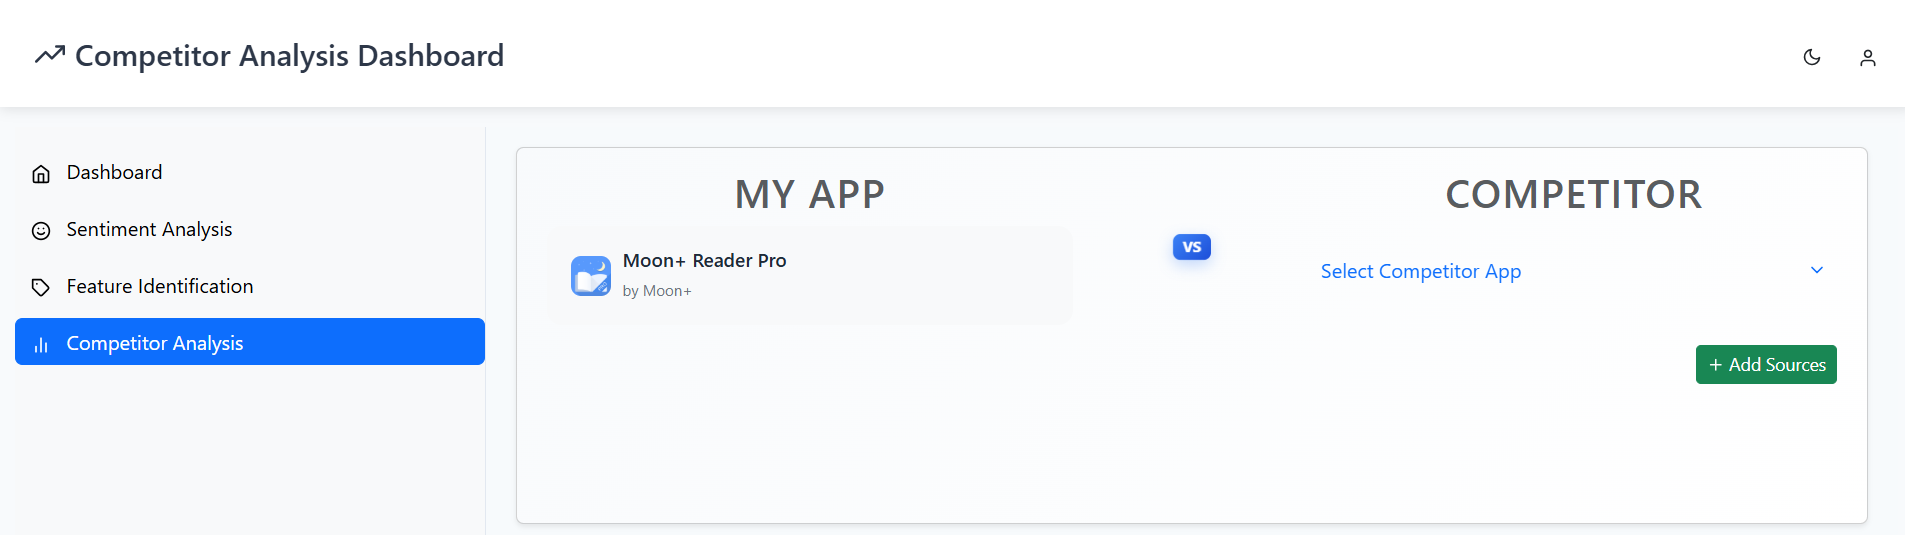 Competitor Analysis Dashboard
Dashboard
Sentiment Analysis
Feature Identification
Competitor Analysis
MY APP
Moon+ Reader Pro
by Moon+
VS
COMPETITOR
Select Competitor App
+ Add Sources